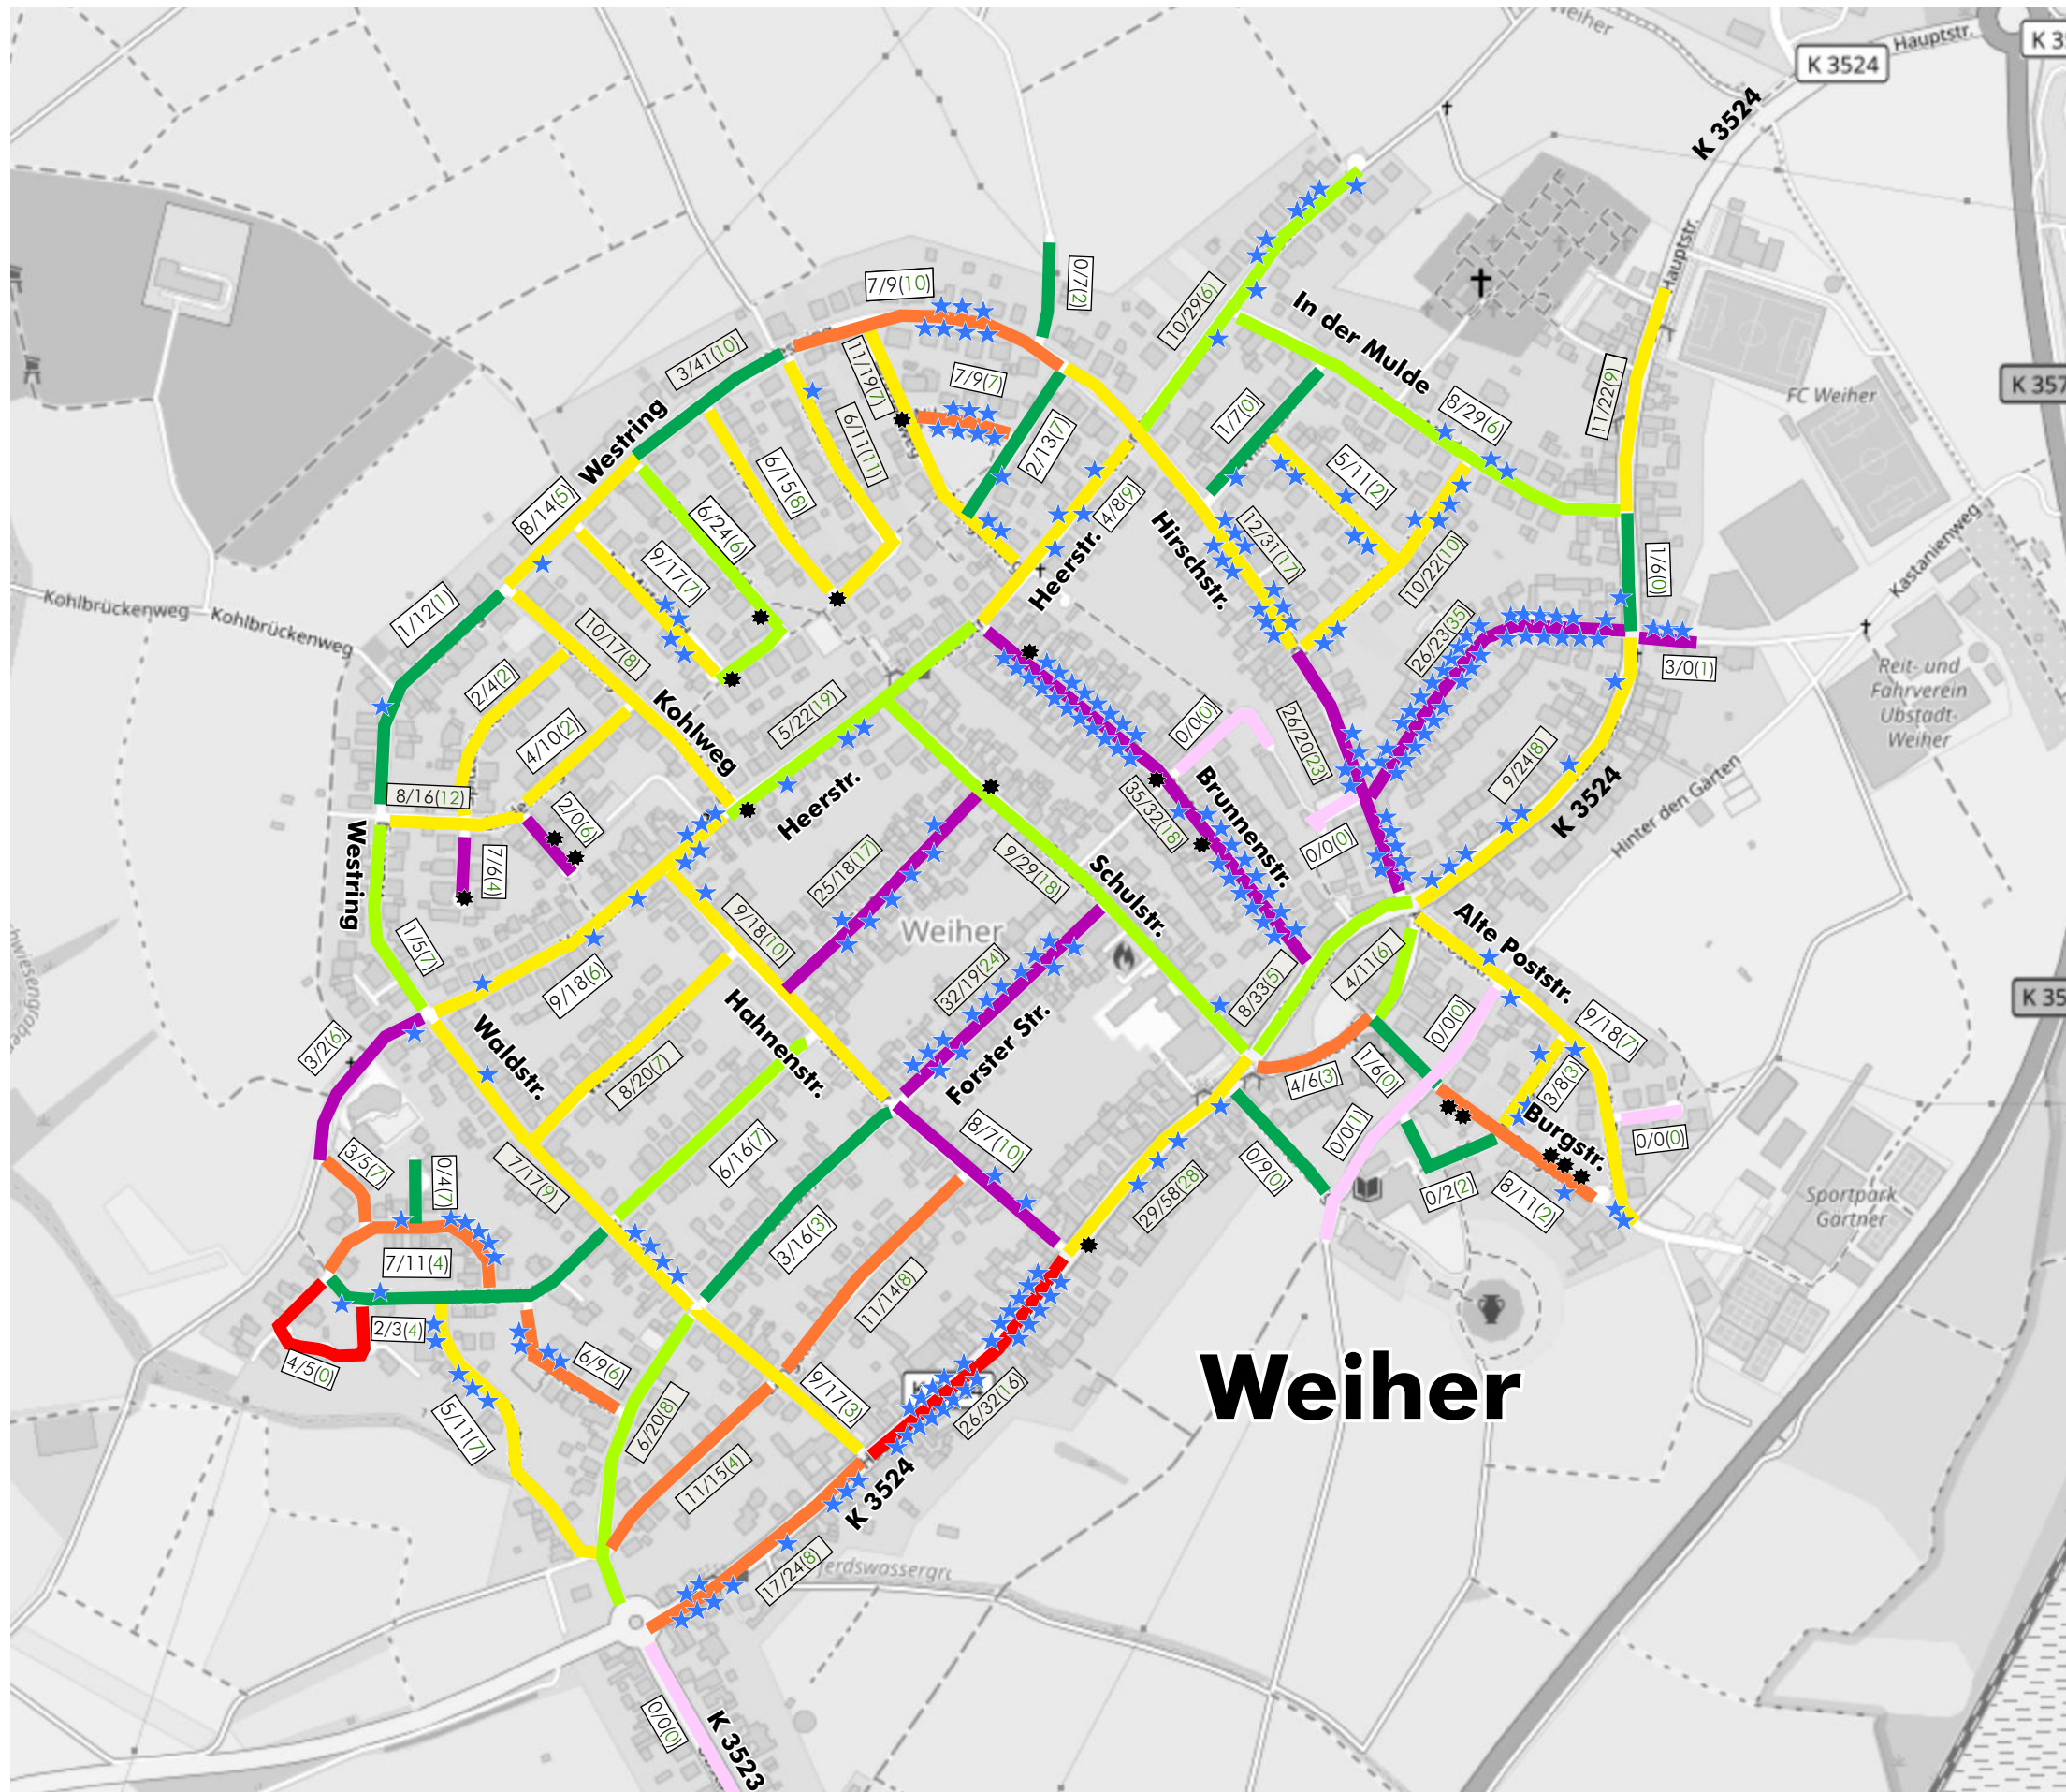 Weiher
Hauptstr.
K 3524
K 3524
Hauptstr.
0/7(2)
7/9(10)
10/29(6)
In der Mulde
3/41(10)
11/19(7)
7/9(7)
FC Weiher
11/22(9)
8/29(6)
1/7(0)
Westring
6/11(11)
2/13(7)
5/11(2)
6/15(8)
4/8(9)
8/14(5)
6/24(6)
Hirschstr.
12/31(17)
10/22(10)
1/6(0)
Kastanienweg
Heerstr.
9/17(7
Kohlbrückenweg
Kohlbrückenweg
1/12(1)
10/17(8)
26/23(35)
3/0(1)
Reit- und
Fahrverein
Ubstadt-
Weiher
2/4(2)
Kohlweg
5/22(19)
0/0(0)
26/20(23)
4/10(2)
9/24(8)
K 3524
8/16(12)
Heerstr.
Brunnenstr.
35/32(18)
Hinter den Gärten
2/0(6)
7/6(4)
25/18(17)
9/29(18)
0/0(0)
Westring
Schulstr.
Weiher
9/18(10)
Alte Poststr.
1/5(7)
9/18(6)
32/19(24)
8/33(5)
4/11(6)
0/0(0)
9/18(7)
3/2(6)
Waldstr.
Hahnenstr.
Forster Str.
8/20(7)
4/6(3)
1/6(0)
3/8(3)
Burgstr.
0/0(0)
0/0(1)
3/5(7)
0/4(7)
7/17(9)
6/16(7)
8/7(10)
0/9(0)
0/2(2)
8/11(2)
29/58(28)
Sportpark
Gärtner
7/11(4)
3/16(3)
11/14(8)
2/3(4)
4/5(0)
6/9(6)
Weiher
9/17(3)
26/32(16)
5/11(7)
6/20(8)
11/15(4)
K 3524
17/24(8)
0/0(0)
K 3523